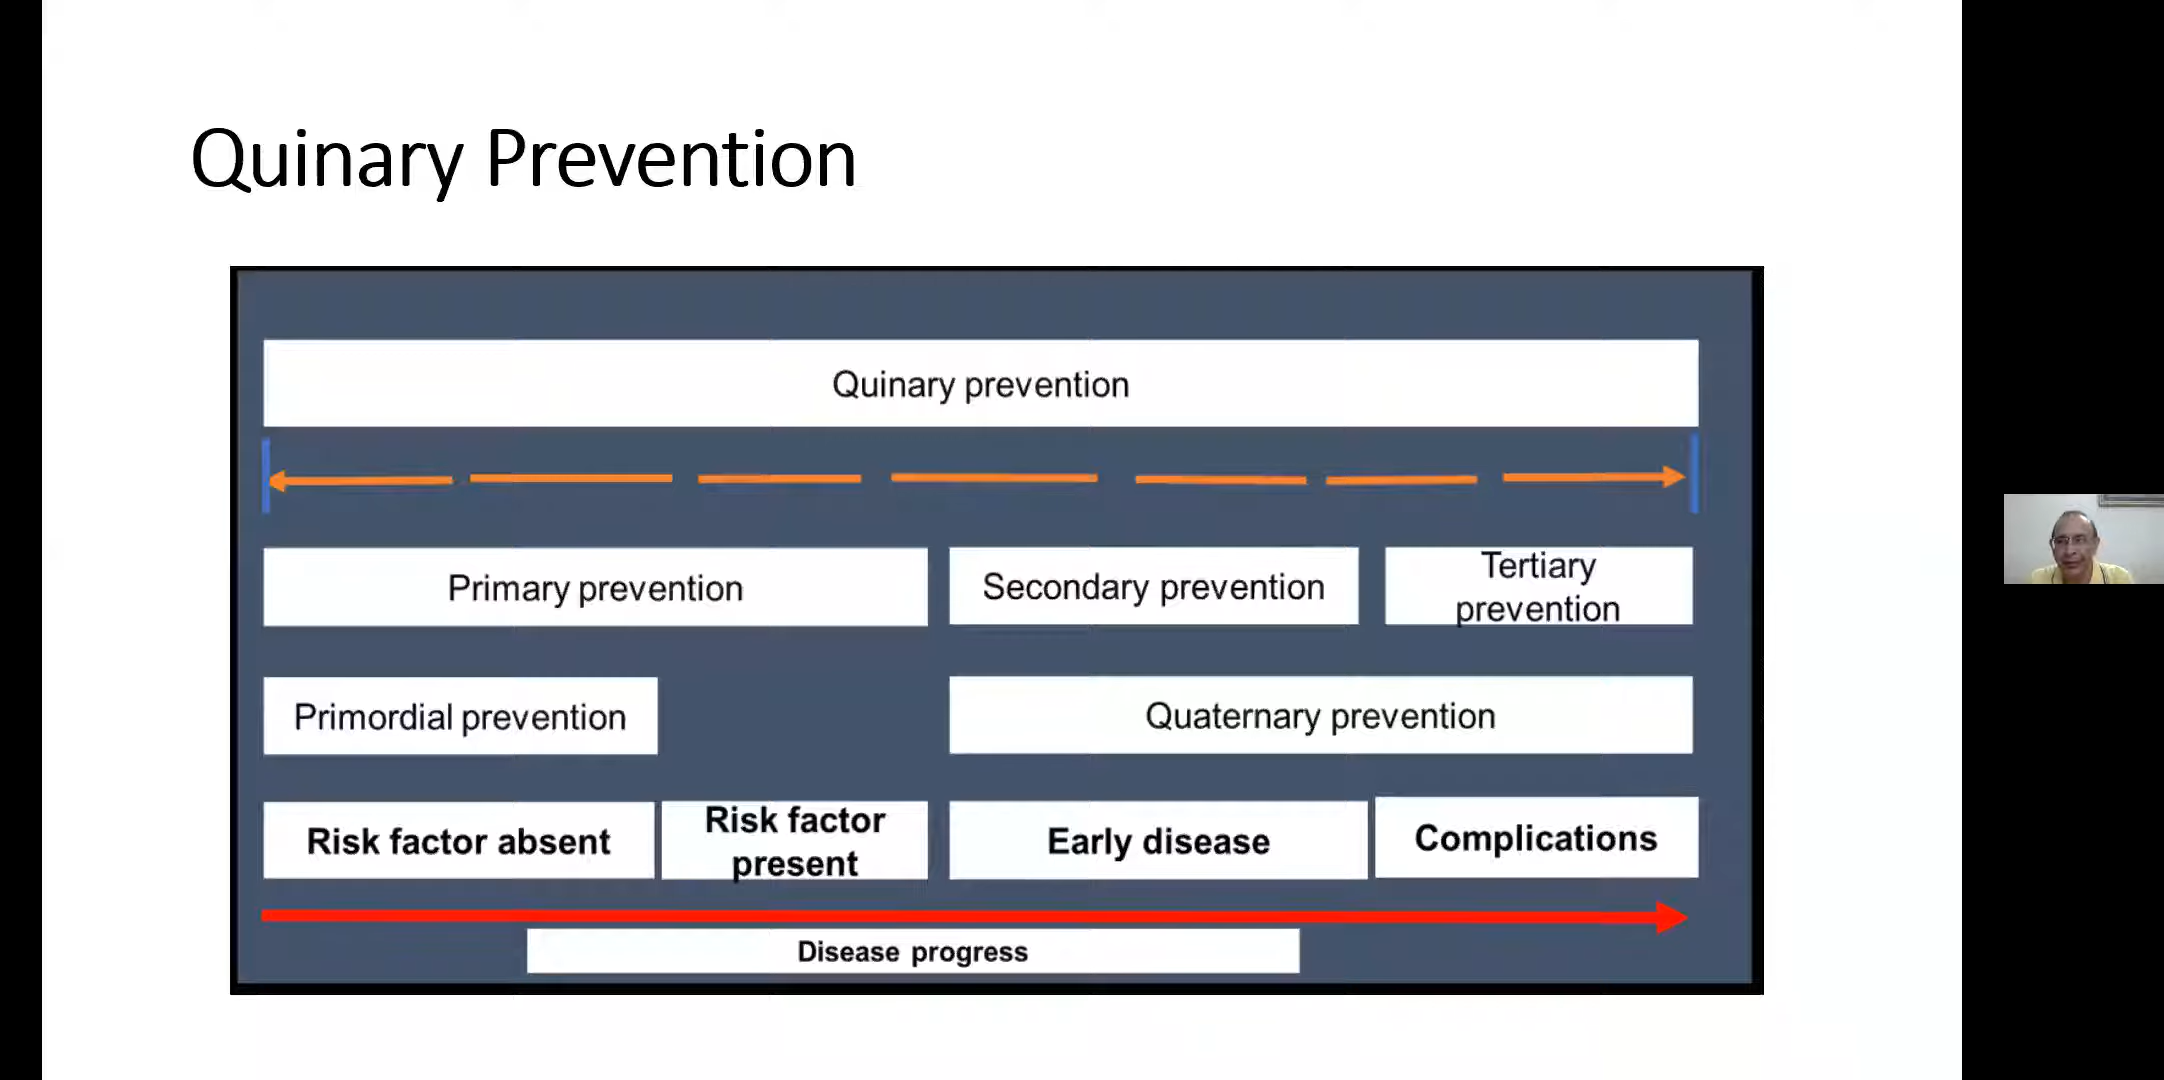 Quinary Prevention
Quinary prevention
Primary prevention
Secondary prevention
Tertiary
prevention
Primordial prevention
Quaternary prevention
Risk factor absent
Risk factor
present
Early disease
Complications
Disease progress